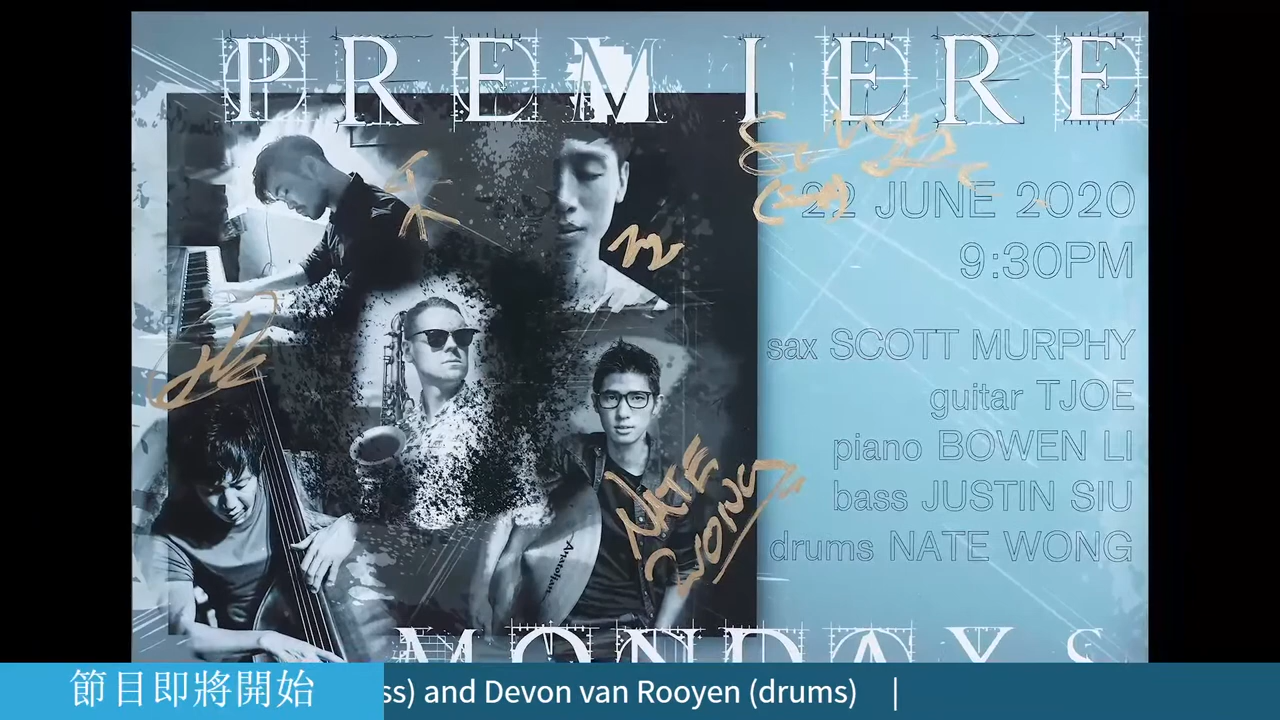 PREMIERE
22 JUNE 2020
9:30PM
sax SCOTT MURPHY
guitar TJOE
piano BOWEN LI
bass JUSTIN SIU
drums NATE WONG
NATE
WONG
Anatolian
MONDAYS
節目即將開始
ss) and Devon van Rooyen (drums) |